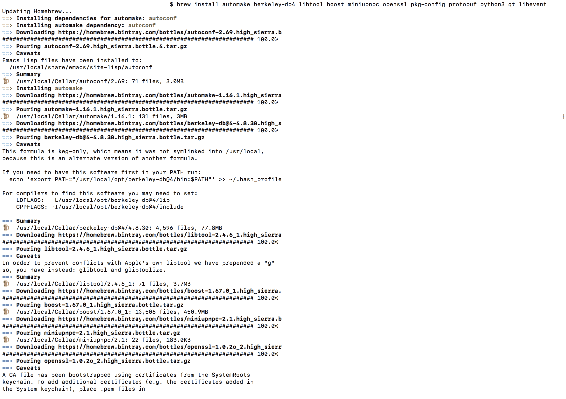 $ brew install automake berkeley-db4 libtool boost miniupnpc openssl pkg-config protobuf python3 qt libevent
Updating Homebrew...
==> Installing dependencies for automake: autoconf
==> Installing automake dependency: autoconf
==> Downloading https://homebrew.bintray.com/bottles/autoconf-2.69.high_sierra.b
######################################################################## 100.0%
==> Pouring autoconf-2.69.high_sierra.bottle.4.tar.gz
==> Caveats
Emacs Lisp files have been installed to:
/usr/local/share/emacs/site-lisp/autoconf
==> Summary
/usr/local/Cellar/autoconf/2.69: 71 files, 3.0MB
==> Installing automake
==> Downloading https://homebrew.bintray.com/bottles/automake-1.16.1.high_sierra
######################################################################## 100.0%
==> Pouring automake-1.16.1.high_sierra.bottle.tar.gz
/usr/local/Cellar/automake/1.16.1: 131 files, 3MB
==> Downloading https://homebrew.bintray.com/bottles/berkeley-db@4-4.8.30.high_s
######################################################################## 100.0%
==> Pouring berkeley-db@4-4.8.30.high_sierra.bottle.tar.gz
==> Caveats
This formula is keg-only, which means it was not symlinked into /usr/local,
because this is an alternate version of another formula.
If you need to have this software first in your PATH run:
echo 'export PATH="/usr/local/opt/berkeley-db@4/bin:$PATH"' >> ~/.bash_profile
For compilers to find this software you may need to set:
LDFLAGS: -L/usr/local/opt/berkeley-db@4/lib
CPPFLAGS: -I/usr/local/opt/berkeley-db@4/include
==> Summary
/usr/local/Cellar/berkeley-db@4/4.8.30: files,
==> Downloading https://homebrew.bintray.com/bottles/libtool-2.4.6_1.high_sierra
######################################################################## 100.0%
==> Pouring libtool-2.4.6_1.high_sierra.bottle.tar.gz
==> Caveats
In order to prevent conflicts with Apple's own libtool we have prepended a "g"
so, you have instead: glibtool and glibtoolize.
==> Summary
/usr/local/Cellar/libtool/2.4.6_1: 71 files, 3.7MB
==> Downloading https://homebrew.bintray.com/bottles/boost-1.67.0_1.high_sierra.
######################################################################## 100.0%
==> Pouring boost-1.67.0_1.high_sierra.bottle.tar.gz
/usr/local/Cellar/boost/1.67.0_1: files,
==> Downloading https://homebrew.bintray.com/bottles/miniupnpc-2.1.high_sierra.b
######################################################################## 100.0%
==> Pouring miniupnpc-2.1.high_sierra.bottle.tar.gz
/usr/local/Cellar/miniupnpc/2.1: 22 files,
==> Downloading https://homebrew.bintray.com/bottles/openssl-1.0.2o_2.high_sierr
######################################################################## 100.0%
==> Pouring openssl-1.0.2o_2.high_sierra.bottle.tar.gz
==> Caveats
A CA file has been bootstrapped using certificates from the SystemRoots
keychain. To add additional certificates (e.g. the certificates added in
the System keychain), place .pem files in